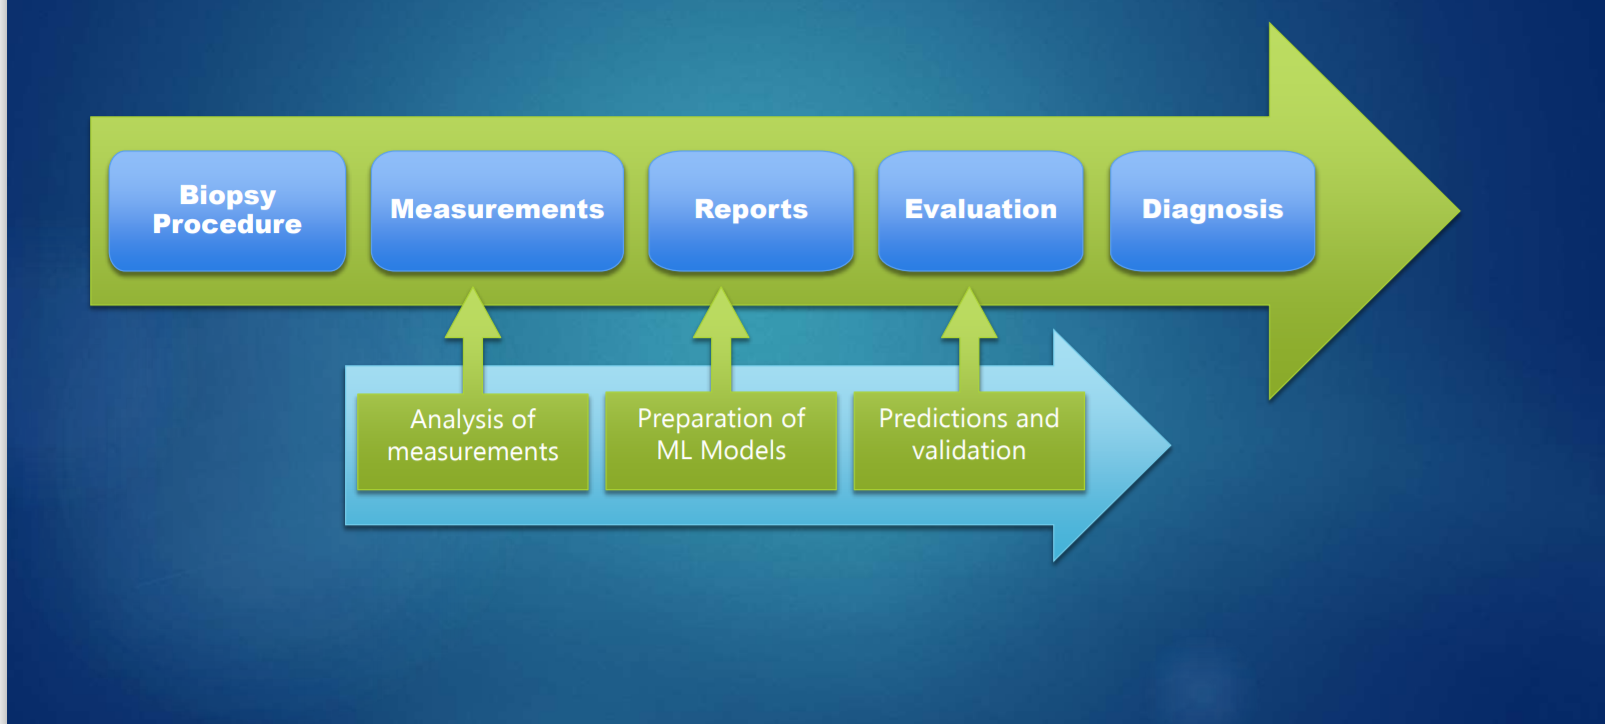 Biopsy
Procedure
Measurements
Reports
Evaluation
Diagnosis
Analysis of
measurements
Preparation of
ML Models
Predictions and
validation